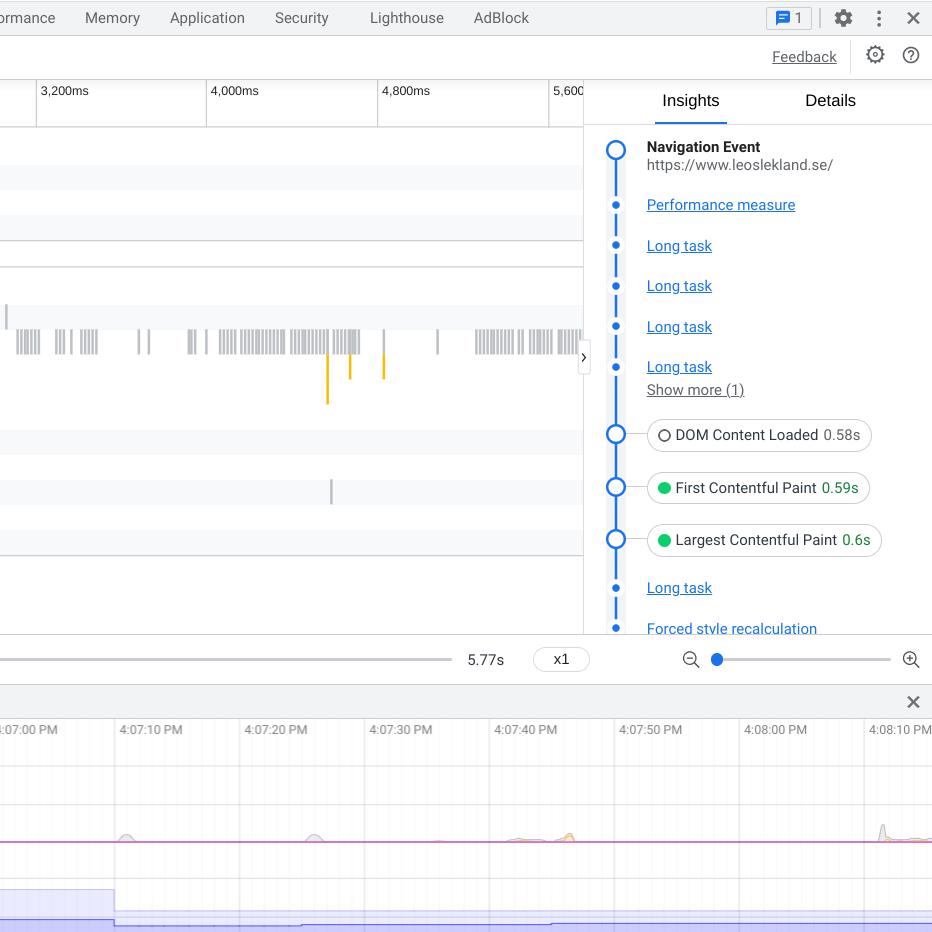 ormance Memory Application Security Lighthouse AdBlock 1
Feedback
3,200ms 4,000ms 4,800ms 5,600
Insights Details
Navigation Event
https://www.leoslekland.se/
Performance measure
Long task
Long task
Long task
Long task
Show more (1)
DOM Content Loaded 0.58s
First Contentful Paint 0.59s
Largest Contentful Paint 0.6s
Long task
Forced style recalculation
5.77s x1
4:07:00 PM 4:07:10 PM 4:07:20 PM 4:07:30 PM 4:07:40 PM 4:07:50 PM 4:08:00 PM 4:08:10 PM